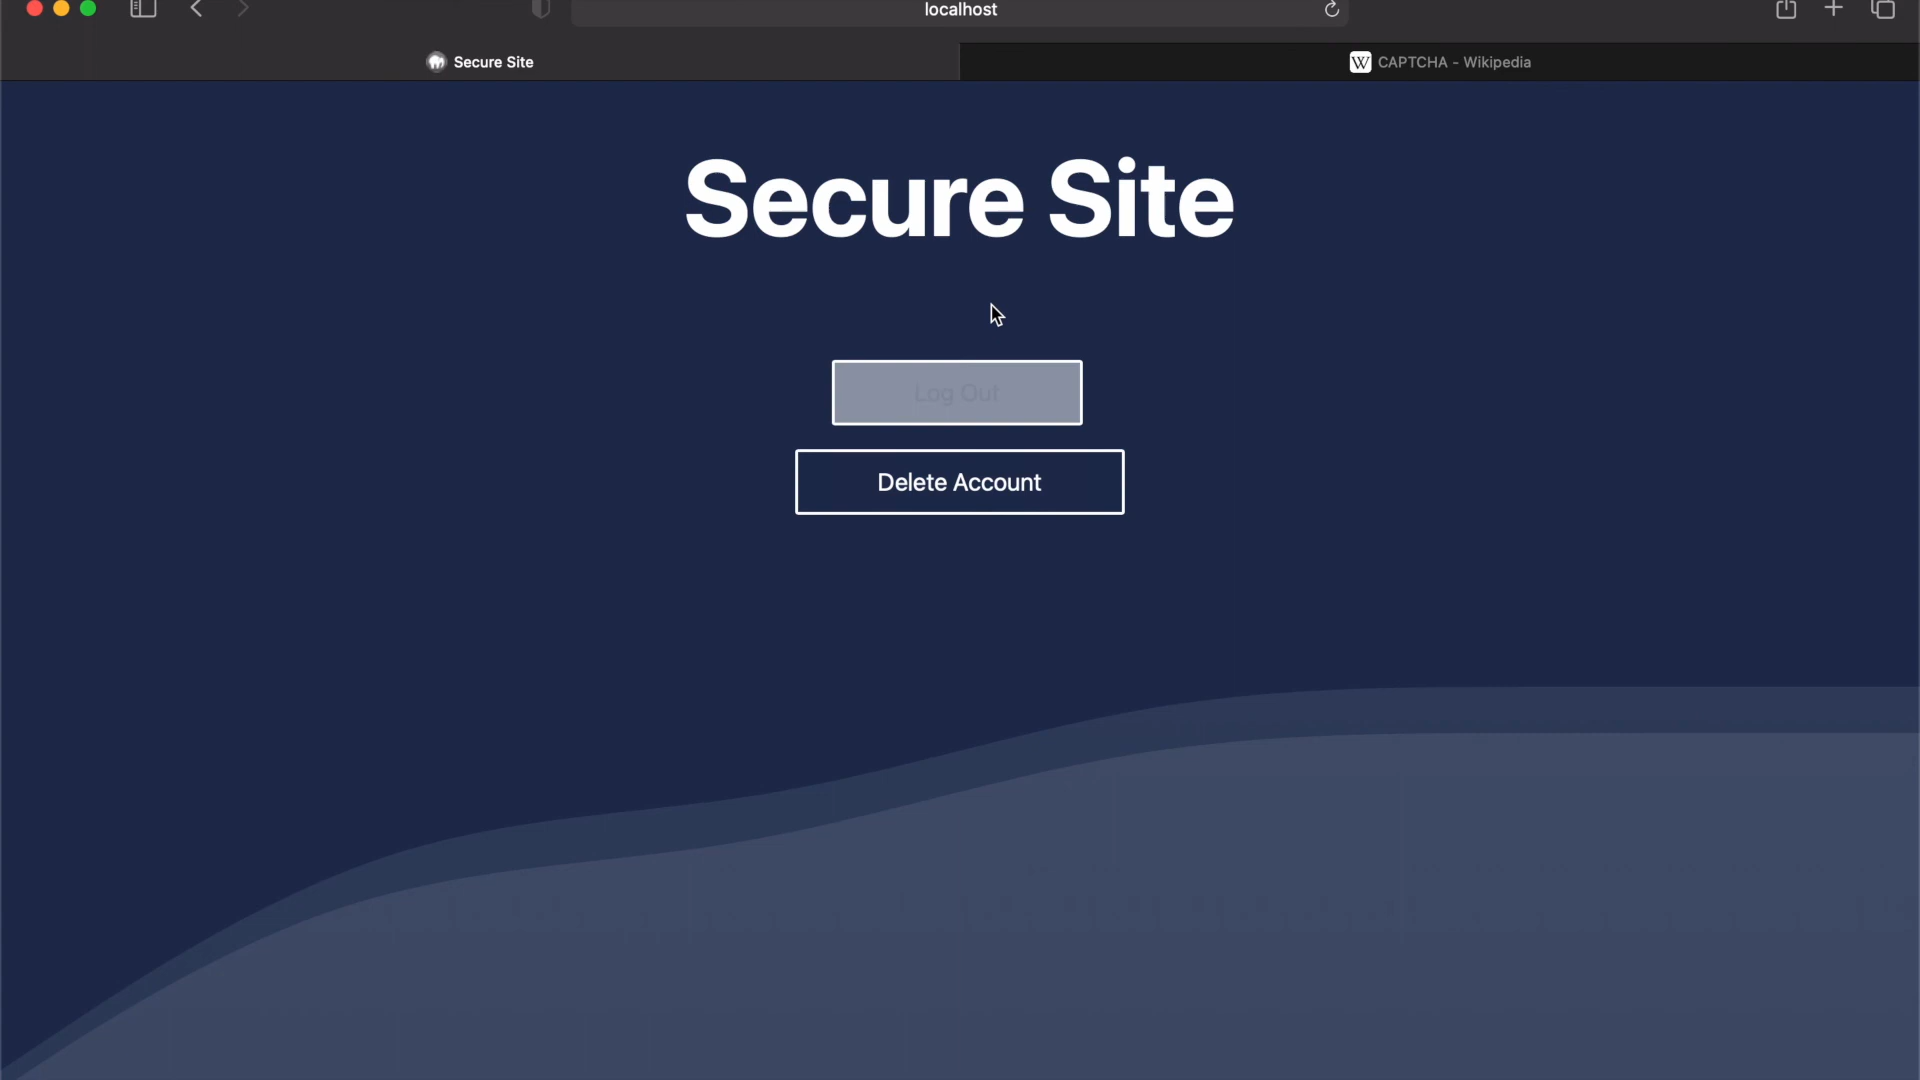 localhost
Secure Site
W CAPTCHA - Wikipedia
Secure Site
Log Out
Delete Account